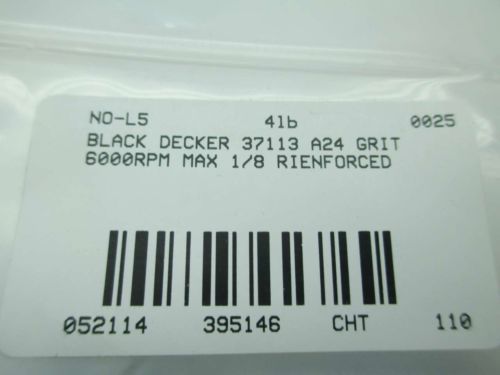 NO-L5 41b 0025
BLACK DECKER 37113 A24 GRIT
6000RPM MAX 1/8 RIENFORCED
052114 395146 CHT 110